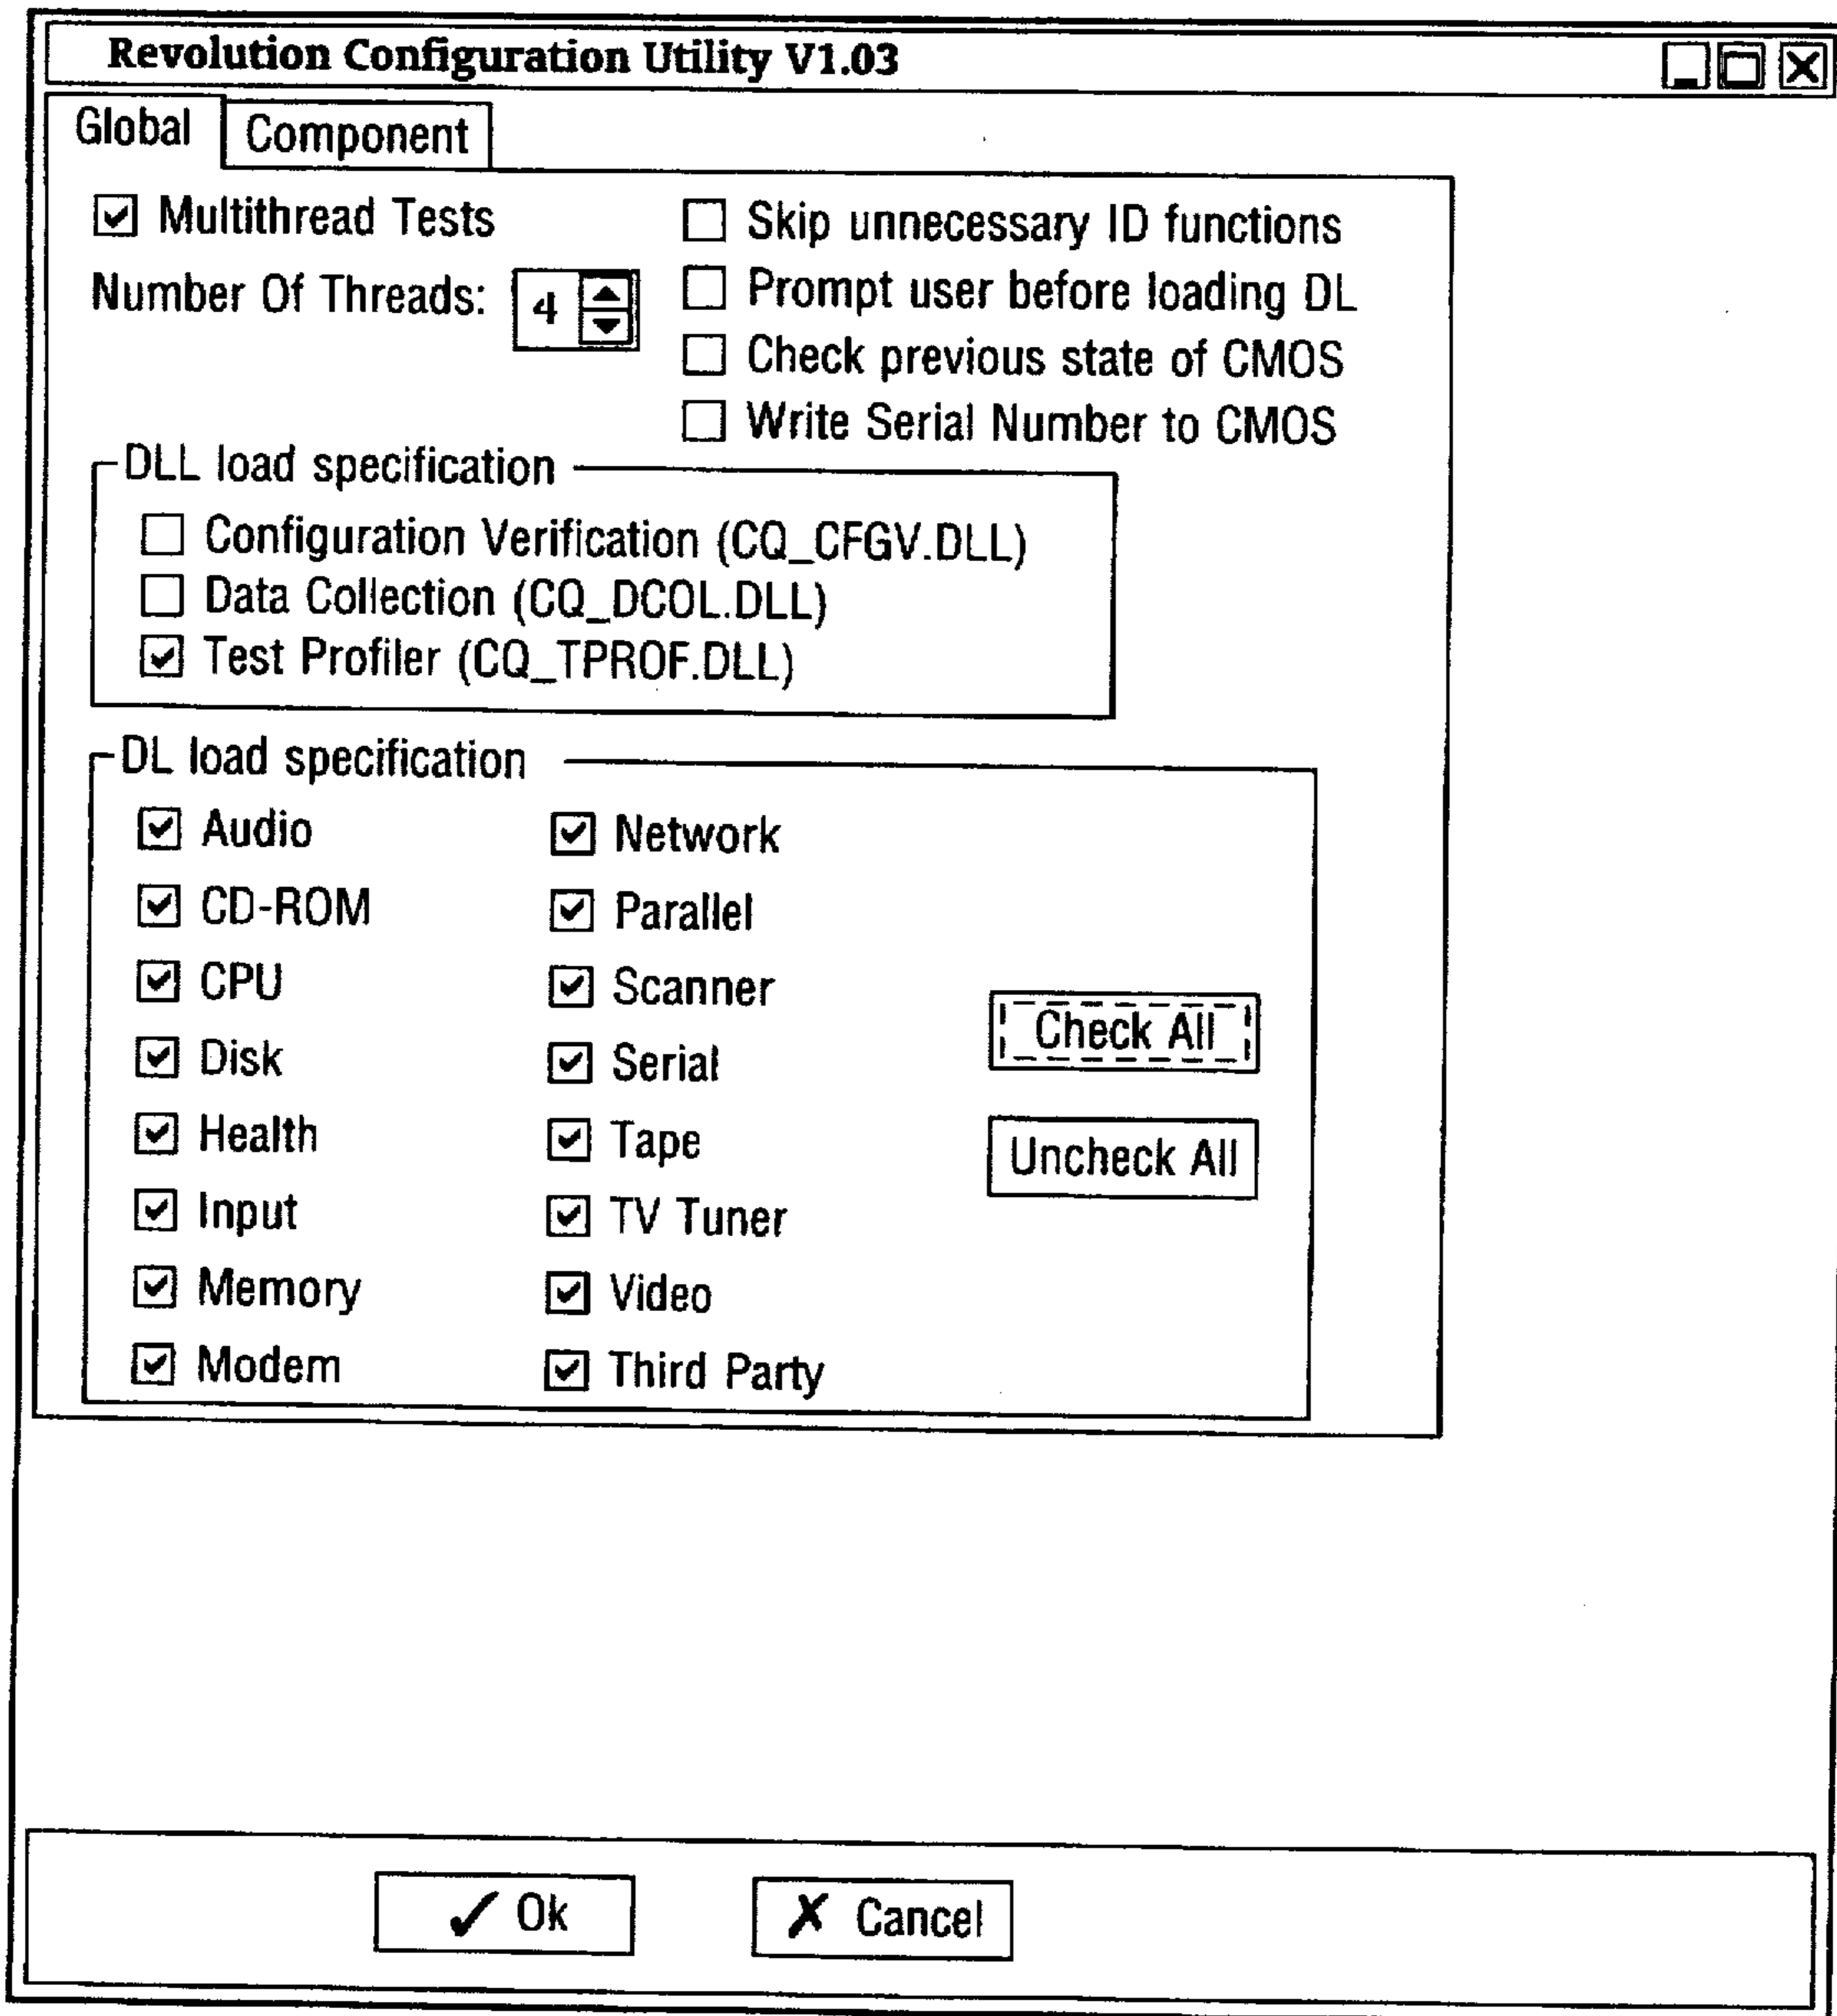 Revolution Configuration Utility V1.03
Global Component
Multithread Tests
Number Of Threads: 4
Skip unnecessary ID functions
Prompt user before loading DL
Check previous state of CMOS
Write Serial Number to CMOS
DLL load specification
Configuration Verification (CQ_CFGV.DLL)
Data Collection (CQ_DCOL.DLL)
Test Profiler (CQ_TPROF.DLL)
DL load specification
Audio
CD-ROM
CPU
Disk
Health
Input
Memory
Modem
Network
Parallel
Scanner
Serial
Tape
TV Tuner
Video
Third Party
Check All
Uncheck All
Ok
Cancel